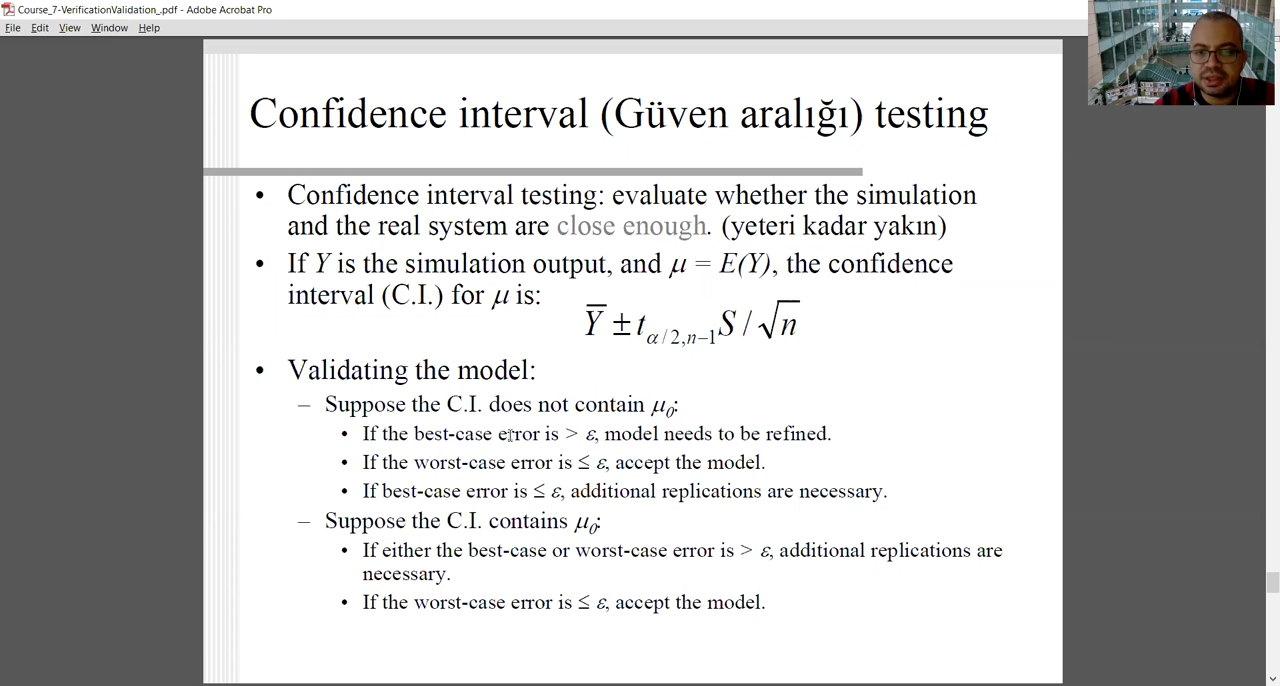 Course_7-VerificationValidation_.pdf - Adobe Acrobat Pro
File Edit View Window Help
Confidence interval (Güven aralığı) testing
• Confidence interval testing: evaluate whether the simulation
and the real system are close enough. (yeteri kadar yakın)
• If Y is the simulation output, and μ = E(Y), the confidence
interval (C.I.) for μ is:
Y̅ ± t_{α/2,n−1} S / √n
• Validating the model:
– Suppose the C.I. does not contain μ₀:
• If the best-case error is > ε, model needs to be refined.
• If the worst-case error is ≤ ε, accept the model.
• If best-case error is ≤ ε, additional replications are necessary.
– Suppose the C.I. contains μ₀:
• If either the best-case or worst-case error is > ε, additional replications are
necessary.
• If the worst-case error is ≤ ε, accept the model.